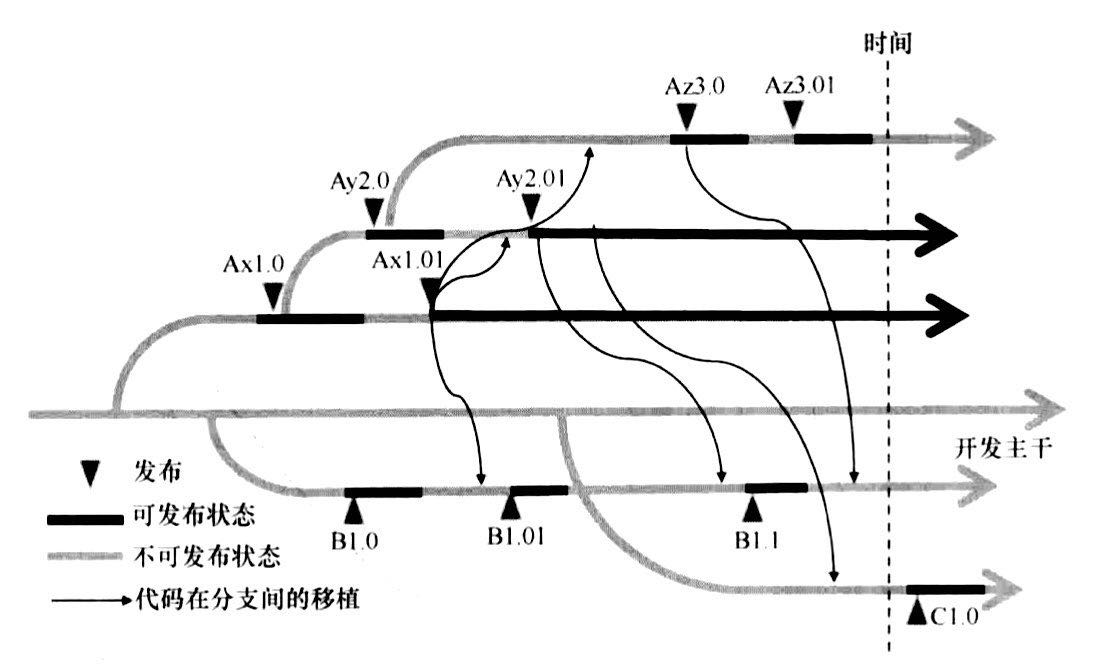 时间
Az3.0
Az3.01
Ay2.0
Ay2.01
Ax1.0
Ax1.01
开发主干
发布
可发布状态
不可发布状态
代码在分支间的移植
B1.0
B1.01
B1.1
C1.0